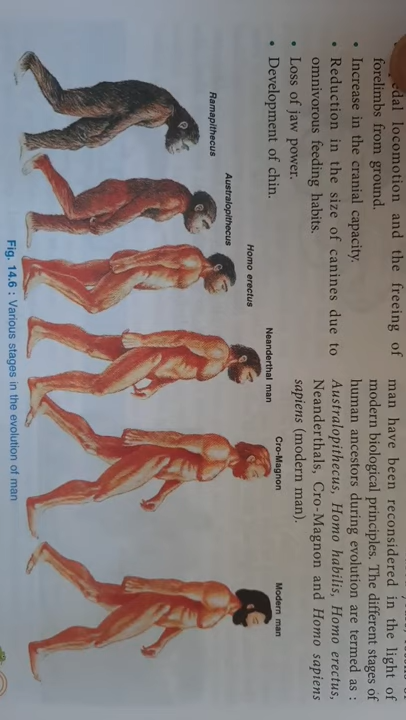 locomotion and the freeing of
forelimbs from ground.
• Increase in the cranial capacity.
• Reduction in the size of canines due to
omnivorous feeding habits.
• Loss of jaw power.
• Development of chin.
man have been reconsidered in the light of
modern biological principles. The different stages of
human ancestors during evolution are termed as :
Australopithecus, Homo habilis, Homo erectus,
Neanderthals, Cro-Magnon and Homo sapiens
sapiens (modern man).
Ramapithecus
Australopithecus
Homo erectus
Neanderthal man
Cro-Magnon
Modern man
Fig. 14.6 : Various stages in the evolution of man